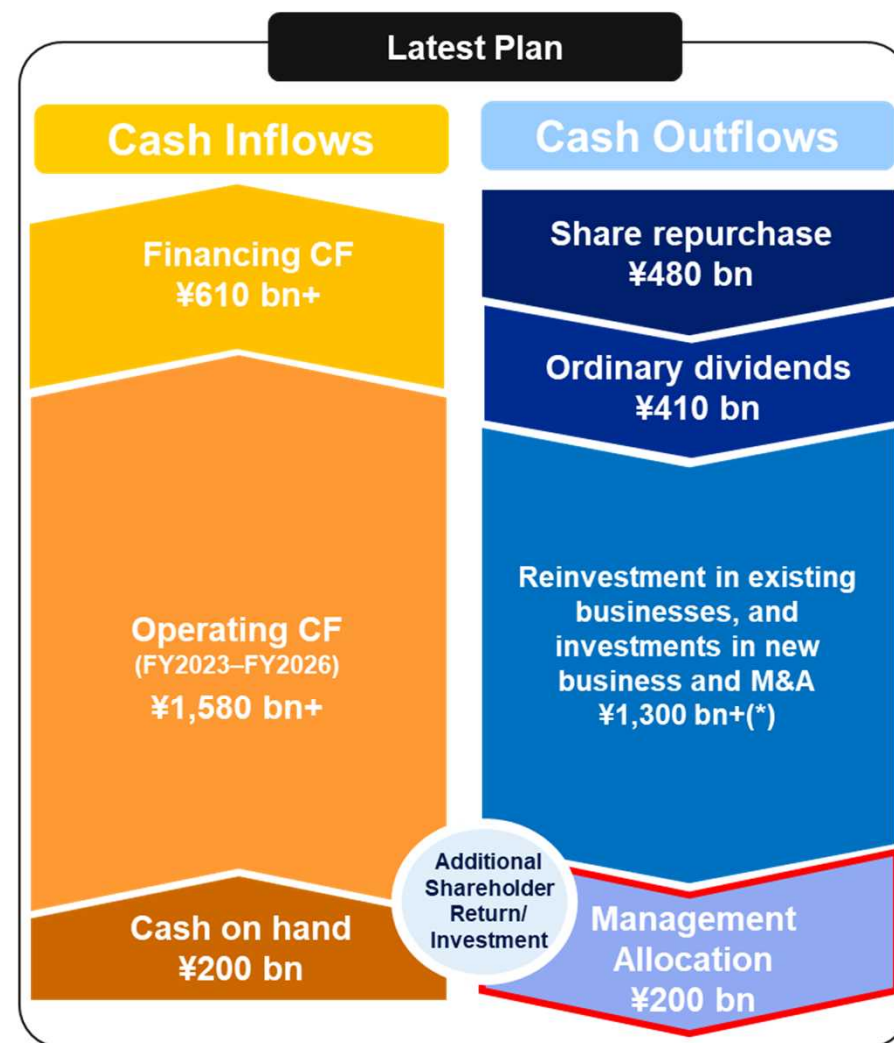 Latest Plan
Cash Inflows
Financing CF
¥610 bn+
Operating CF
(FY2023–FY2026)
¥1,580 bn+
Cash on hand
¥200 bn
Cash Outflows
Share repurchase
¥480 bn
Ordinary dividends
¥410 bn
Reinvestment in existing
businesses, and
investments in new
business and M&A
¥1,300 bn+(*)
Additional
Shareholder
Return/
Investment
Management
Allocation
¥200 bn